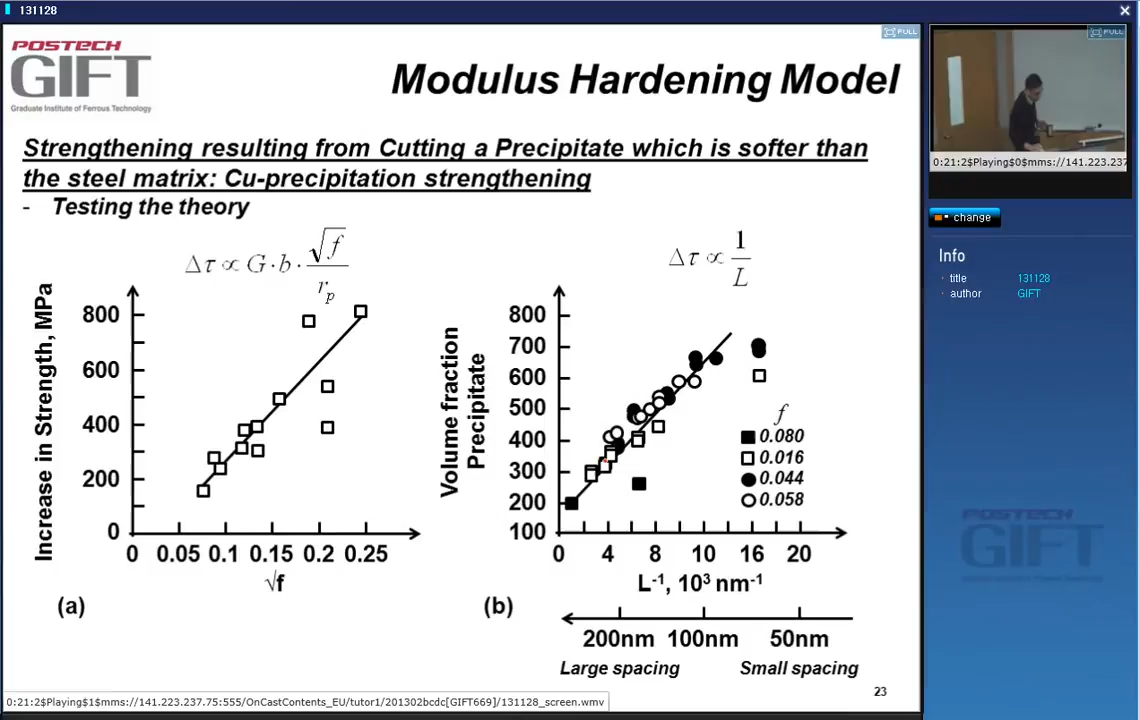 131128
FULL
FULL
POSTECH
GIFT
Graduate Institute of Ferrous Technology
Modulus Hardening Model
Strengthening resulting from Cutting a Precipitate which is softer than
the steel matrix: Cu-precipitation strengthening
- Testing the theory
Δτ ∝ G·b· √f / r_p
Δτ ∝ 1 / L
Increase in Strength, MPa
800
600
400
200
0
0 0.05 0.1 0.15 0.2 0.25
√f
(a)
Volume fraction
Precipitate
800
700
600
500
400
300
200
100
0 4 8 10 16 20
L-1, 10³ nm-1
f
0.080
0.016
0.044
0.058
(b)
200nm 100nm 50nm
Large spacing Small spacing
23
0:21:2$Playing$1$mms://141.223.237.75:555/OnCastContents_EU/tutor1/201302bcdc[GIFT669]/131128_screen.wmv
0:21:2$Playing$0$mms://141.223.237
change
Info
· title 131128
· author GIFT
POSTECH
GIFT